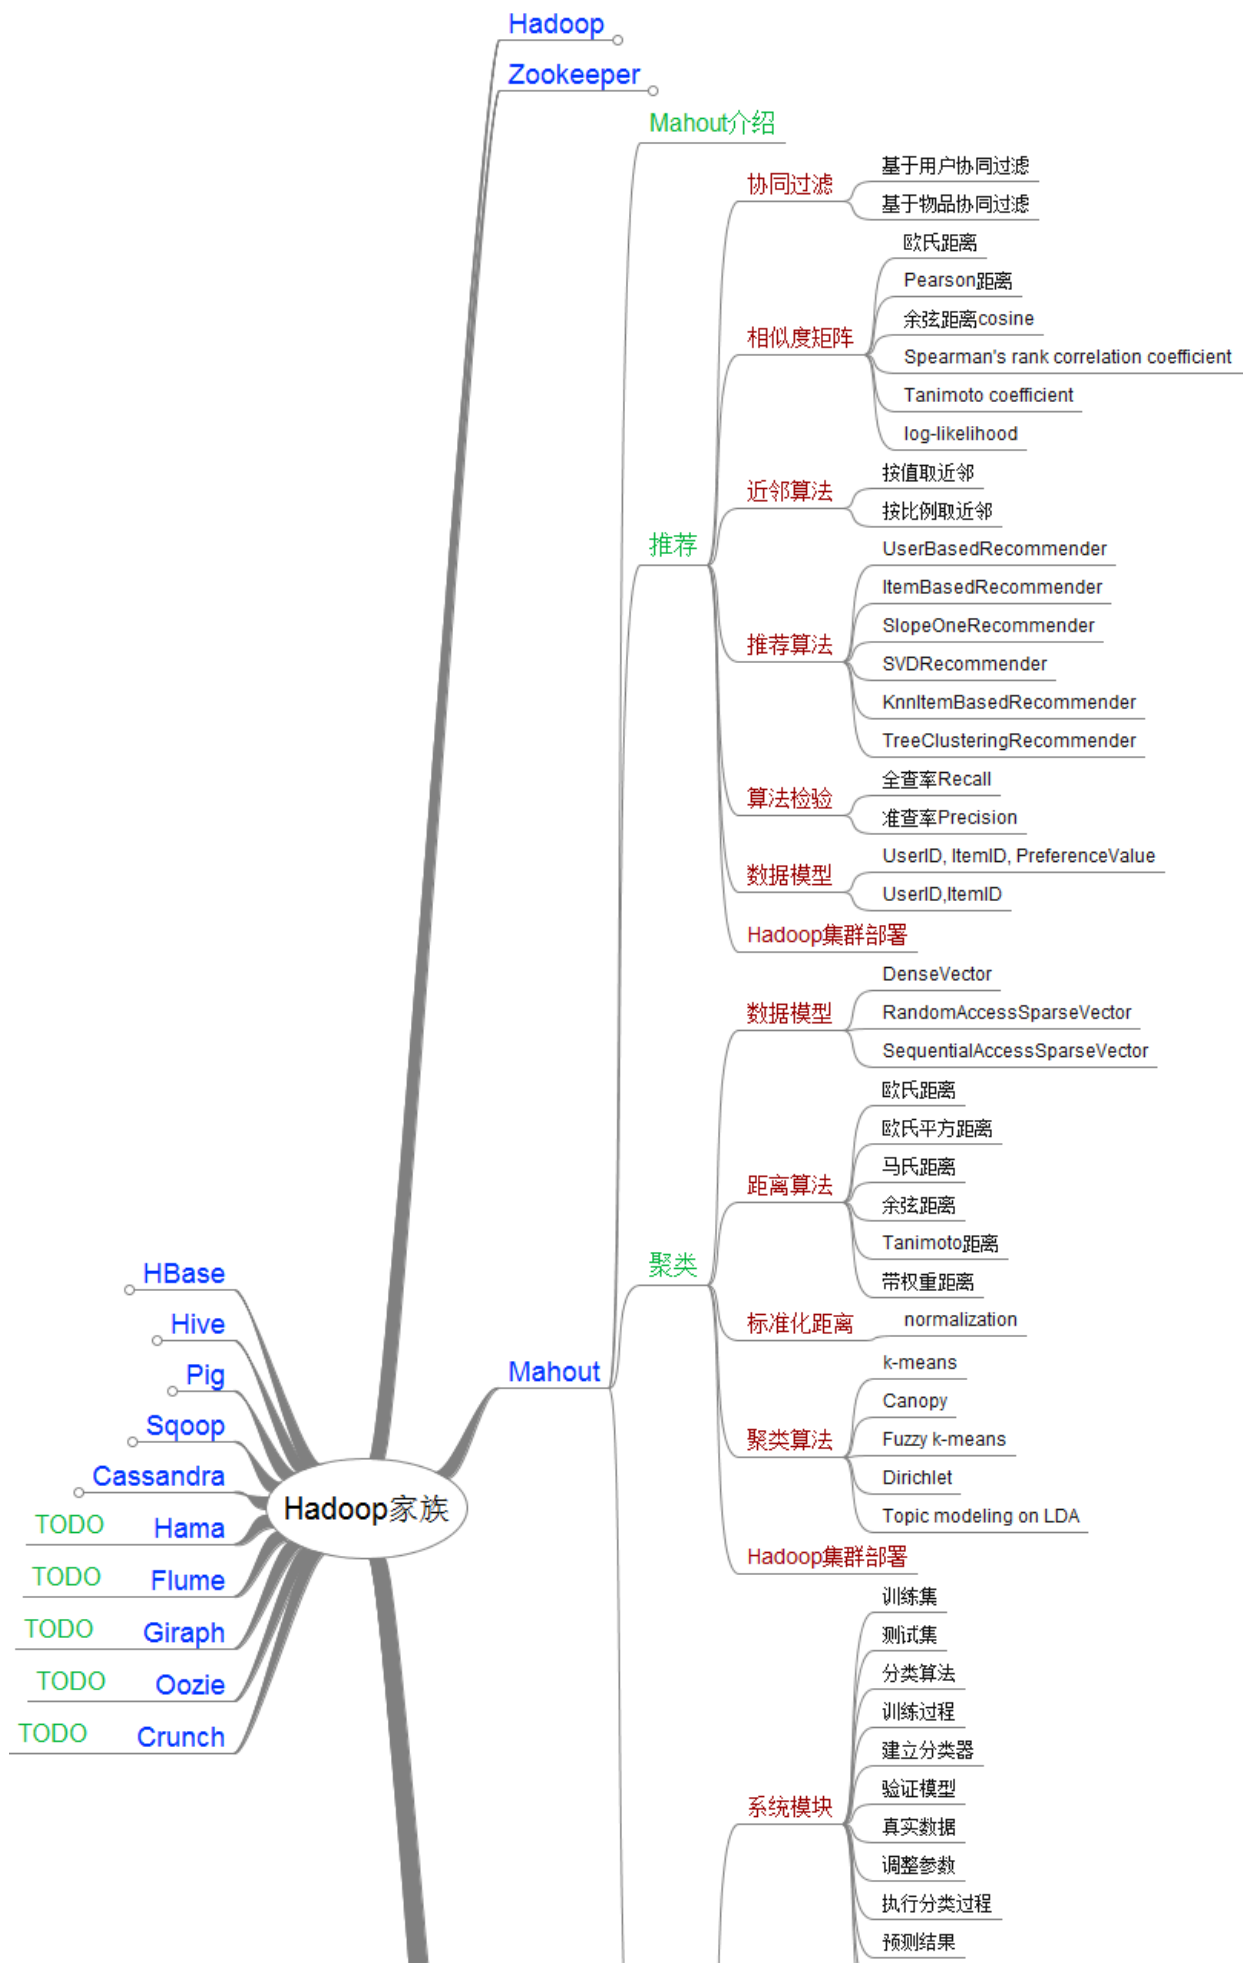 Hadoop
Zookeeper
Mahout介绍
协同过滤
基于用户协同过滤
基于物品协同过滤
相似度矩阵
欧氏距离
Pearson距离
余弦距离cosine
Spearman's rank correlation coefficient
Tanimoto coefficient
log-likelihood
近邻算法
按值取近邻
按比例取近邻
推荐
推荐算法
UserBasedRecommender
ItemBasedRecommender
SlopeOneRecommender
SVDRecommender
KnnItemBasedRecommender
TreeClusteringRecommender
算法检验
全查率Recall
准查率Precision
数据模型
UserID, ItemID, PreferenceValue
UserID,ItemID
Hadoop集群部署
数据模型
DenseVector
RandomAccessSparseVector
SequentialAccessSparseVector
距离算法
欧氏距离
欧氏平方距离
马氏距离
余弦距离
Tanimoto距离
带权重距离
聚类
标准化距离
normalization
Mahout
聚类算法
k-means
Canopy
Fuzzy k-means
Dirichlet
Topic modeling on LDA
Hadoop集群部署
HBase
Hive
Pig
Sqoop
Cassandra
Hadoop家族
TODO Hama
TODO Flume
TODO Giraph
TODO Oozie
TODO Crunch
系统模块
训练集
测试集
分类算法
训练过程
建立分类器
验证模型
真实数据
调整参数
执行分类过程
预测结果